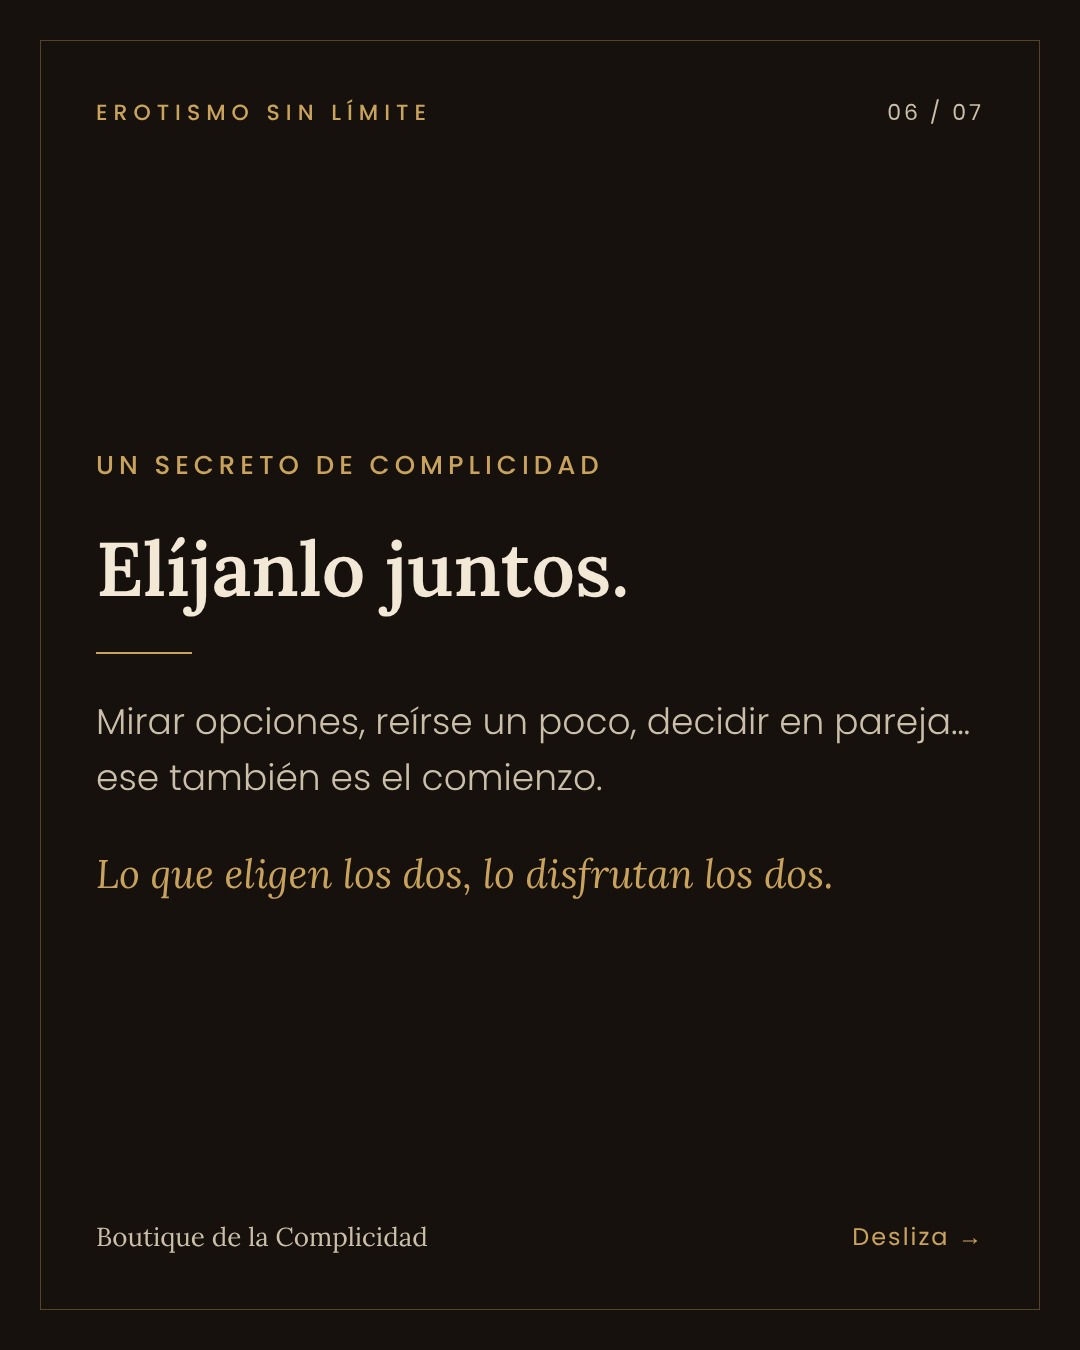 EROTISMO SIN LÍMITE
06 / 07
UN SECRETO DE COMPLICIDAD
Elíjanlo juntos.
Mirar opciones, reírse un poco, decidir en pareja...
ese también es el comienzo.
Lo que eligen los dos, lo disfrutan los dos.
Boutique de la Complicidad
Desliza →